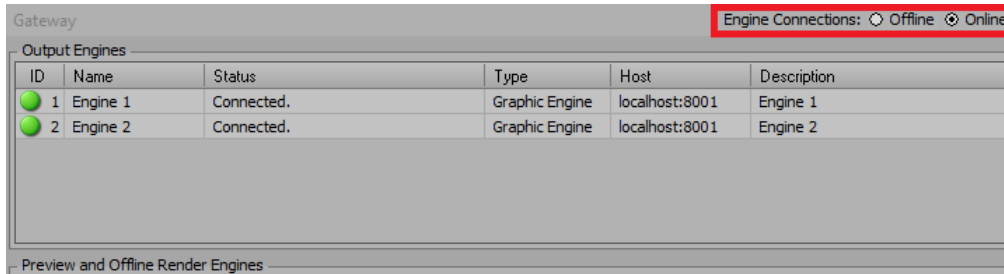 Gateway Engine Connections: Offline Online
Output Engines
ID Name Status Type Host Description
1 Engine 1 Connected. Graphic Engine localhost:8001 Engine 1
2 Engine 2 Connected. Graphic Engine localhost:8001 Engine 2
Preview and Offline Render Engines